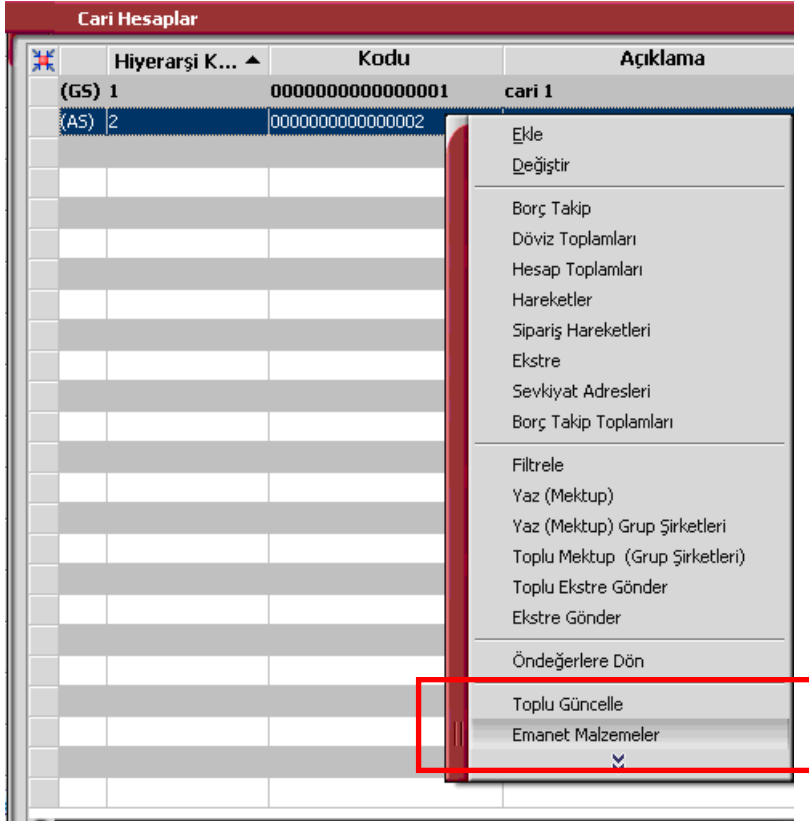 Cari Hesaplar
Hiyerarşi K... Kodu Açıklama
(GS) 1 0000000000000001 cari 1
(AS) 2 0000000000000002
Ekle
Değiştir
Borç Takip
Döviz Toplamları
Hesap Toplamları
Hareketler
Sipariş Hareketleri
Ekstre
Sevkiyat Adresleri
Borç Takip Toplamları
Filtrele
Yaz (Mektup)
Yaz (Mektup) Grup Şirketleri
Toplu Mektup (Grup Şirketleri)
Toplu Ekstre Gönder
Ekstre Gönder
Öndeğerlere Dön
Toplu Güncelle
Emanet Malzemeler